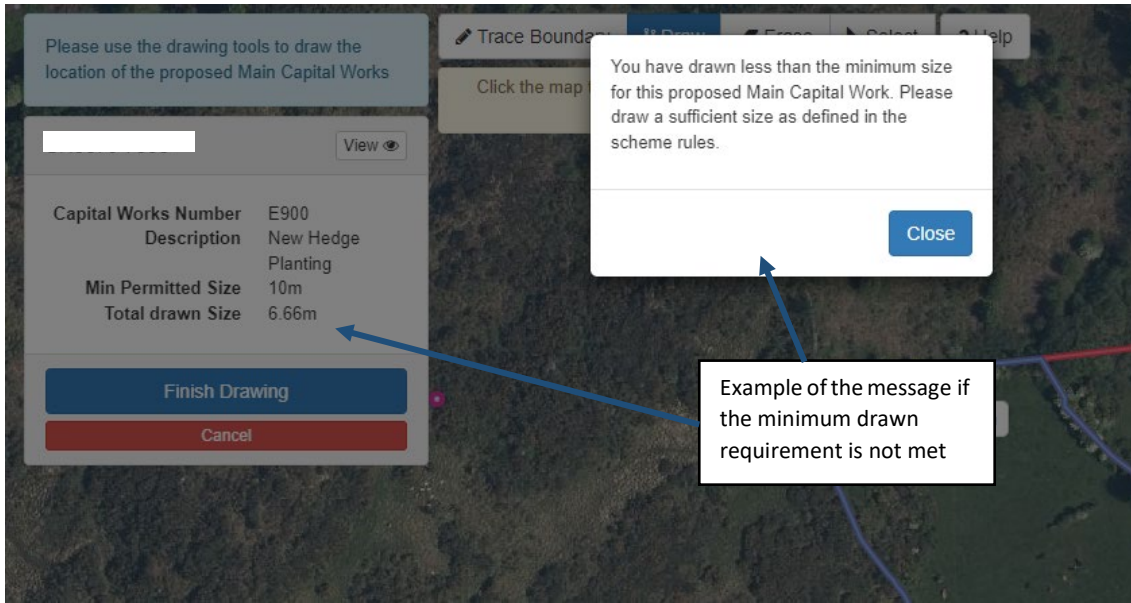 Please use the drawing tools to draw the
location of the proposed Main Capital Works
View
Capital Works Number E900
Description New Hedge
Planting
Min Permitted Size 10m
Total drawn Size 6.66m
Finish Drawing
Cancel
Trace Boundary Draw Erase Select Help
Click the map
You have drawn less than the minimum size
for this proposed Main Capital Work. Please
draw a sufficient size as defined in the
scheme rules.
Close
Example of the message if
the minimum drawn
requirement is not met